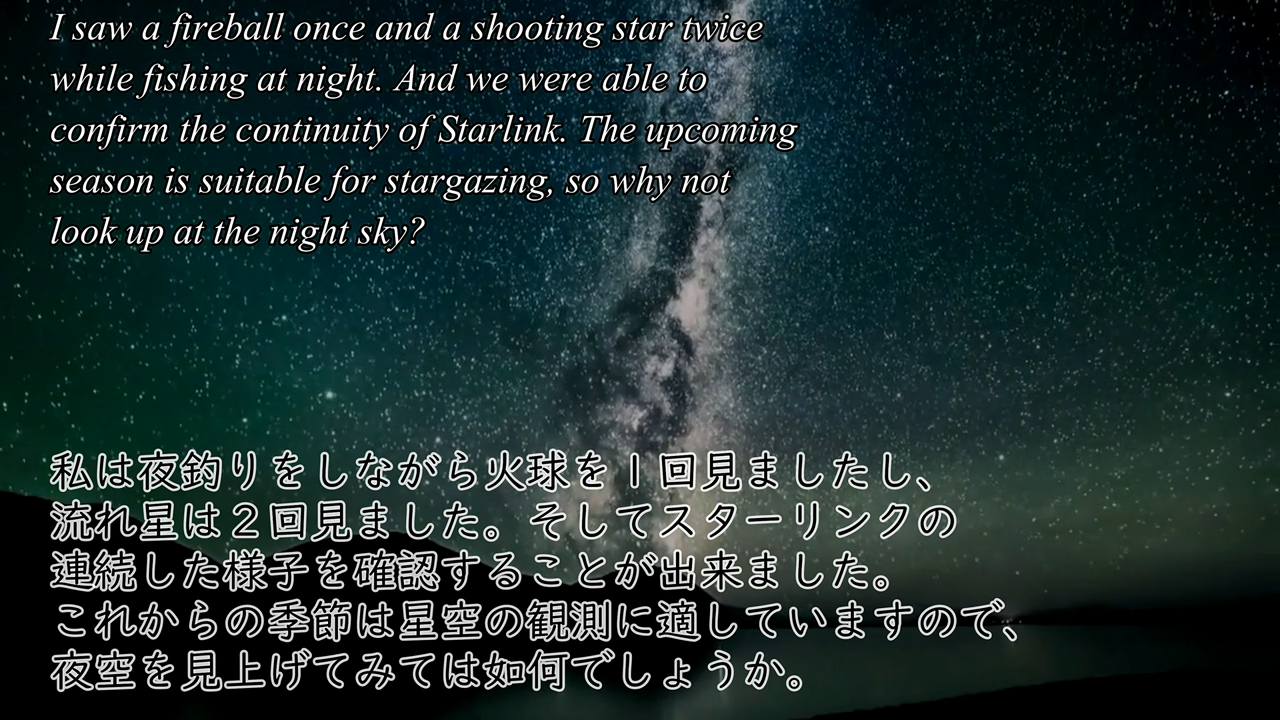 I saw a fireball once and a shooting star twice
while fishing at night. And we were able to
confirm the continuity of Starlink. The upcoming
season is suitable for stargazing, so why not
look up at the night sky?
私は夜釣りをしながら火球を１回見ましたし、
流れ星は２回見ました。そしてスターリンクの
連続した様子を確認することが出来ました。
これからの季節は星空の観測に適していますので、
夜空を見上げてみては如何でしょうか。